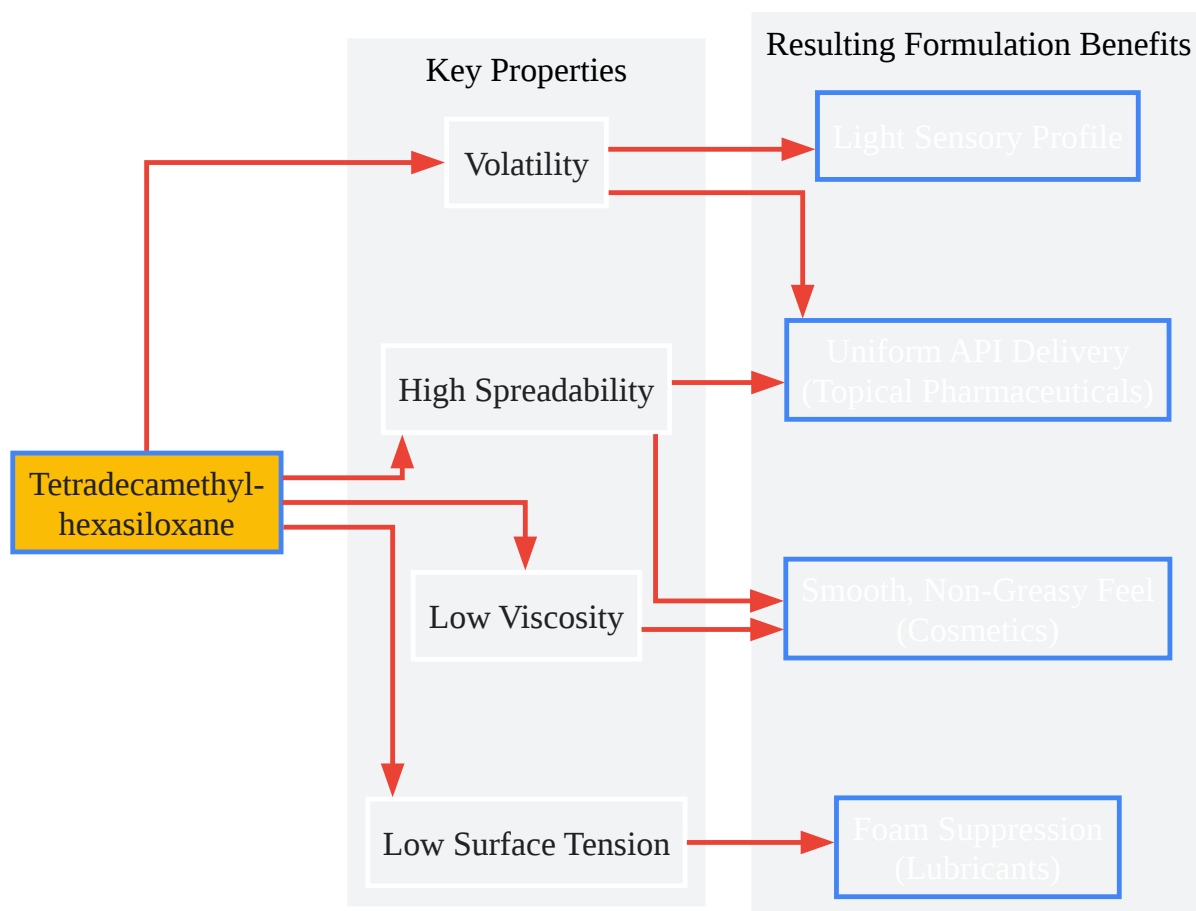 Resulting Formulation Benefits
Key Properties
Light Sensory Profile
Volatility
Uniform API Delivery
(Topical Pharmaceuticals)
High Spreadability
Tetradecamethyl-
hexasiloxane
Smooth, Non-Greasy Feel
(Cosmetics)
Low Viscosity
Low Surface Tension
Foam Suppression
(Lubricants)